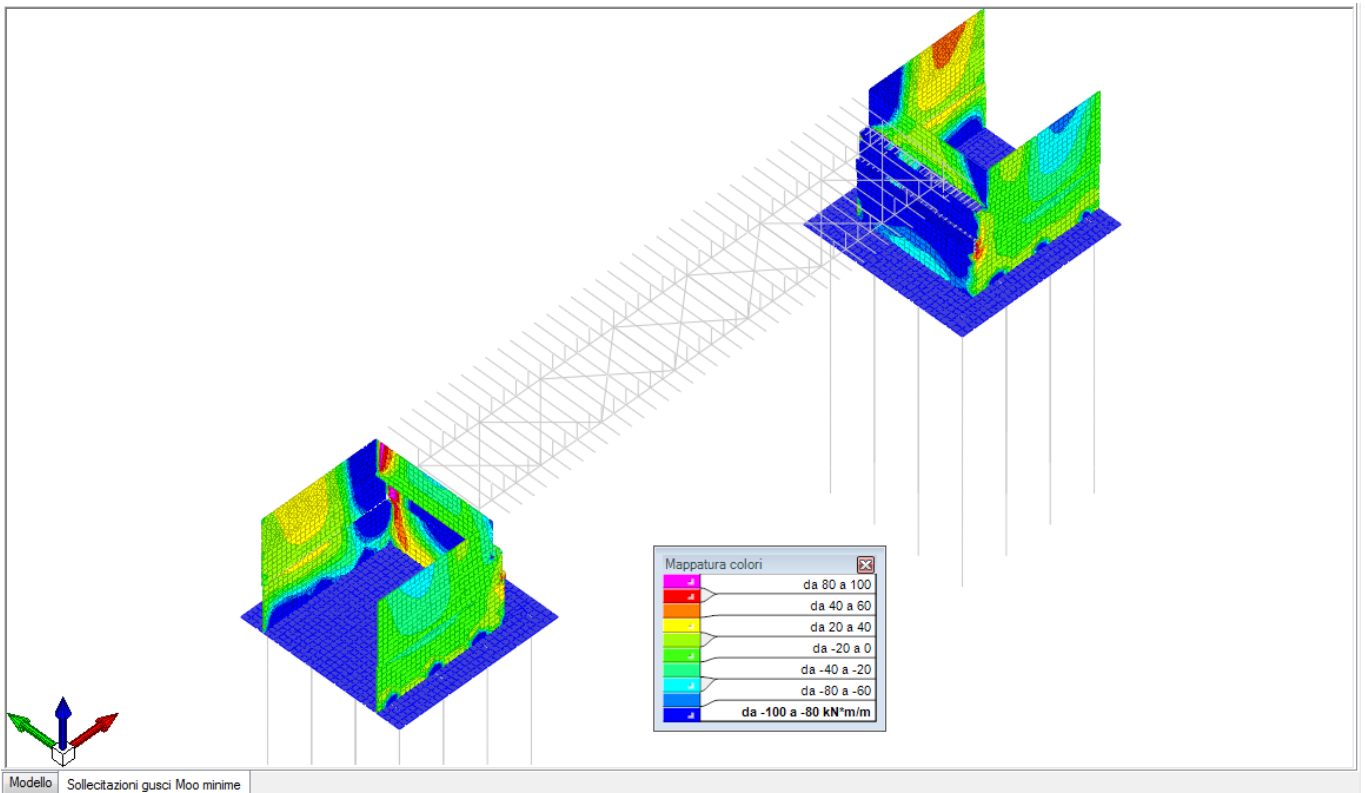 Mappatura colori
da 80 a 100
da 40 a 60
da 20 a 40
da -20 a 0
da -40 a -20
da -80 a -60
da -100 a -80 kN*m/m
Modello
Sollecitazioni gusci Moo minime